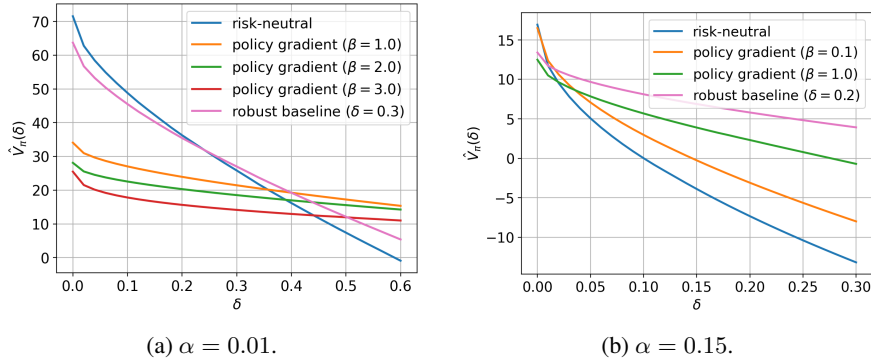 risk-neutral
policy gradient (β = 1.0)
policy gradient (β = 2.0)
policy gradient (β = 3.0)
robust baseline (δ = 0.3)
70
60
50
40
30
20
10
0
V̂π(δ)
0.0 0.1 0.2 0.3 0.4 0.5 0.6
δ
(a) α = 0.01.
risk-neutral
policy gradient (β = 0.1)
policy gradient (β = 1.0)
robust baseline (δ = 0.2)
15
10
5
0
−5
−10
V̂π(δ)
0.00 0.05 0.10 0.15 0.20 0.25 0.30
δ
(b) α = 0.15.